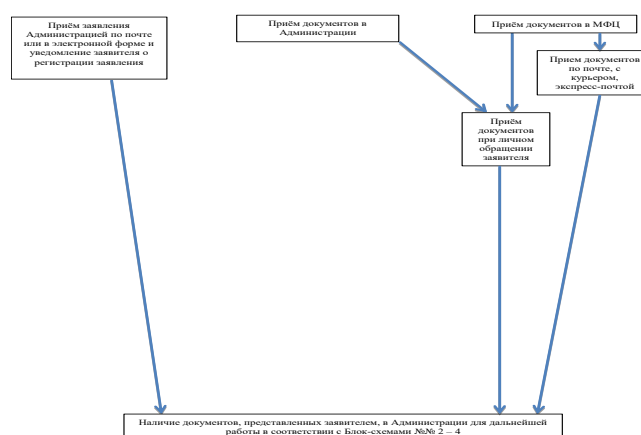 Приём заявления
Администрацией по почте
или в электронной форме и
уведомление заявителя о
регистрации заявления
Приём документов в
Администрации
Приём документов в МФЦ
Прием документов
по почте, с
курьером,
экспресс-почтой
Приём
документов
при личном
обращении
заявителя
Наличие документов, представленных заявителем, в Администрации для дальнейшей
работы в соответствии с Блок-схемами №№ 2 – 4